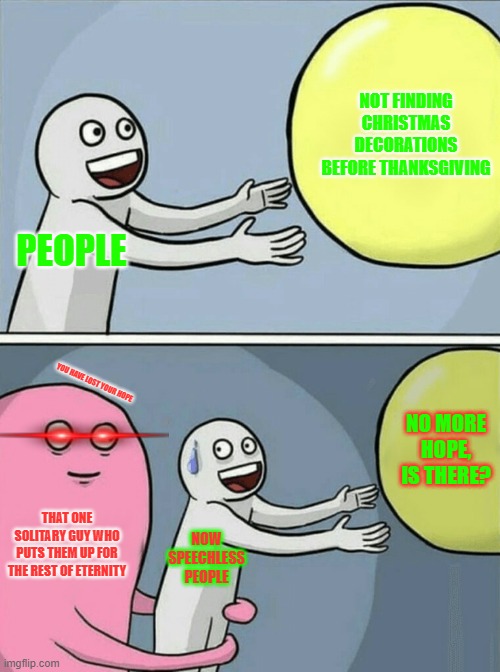 NOT FINDING
CHRISTMAS
DECORATIONS
BEFORE THANKSGIVING
PEOPLE
YOU HAVE LOST YOUR HOPE
NO MORE
HOPE,
IS THERE?
THAT ONE
SOLITARY GUY WHO
PUTS THEM UP FOR
THE REST OF ETERNITY
NOW
SPEECHLESS
PEOPLE
imgflip.com